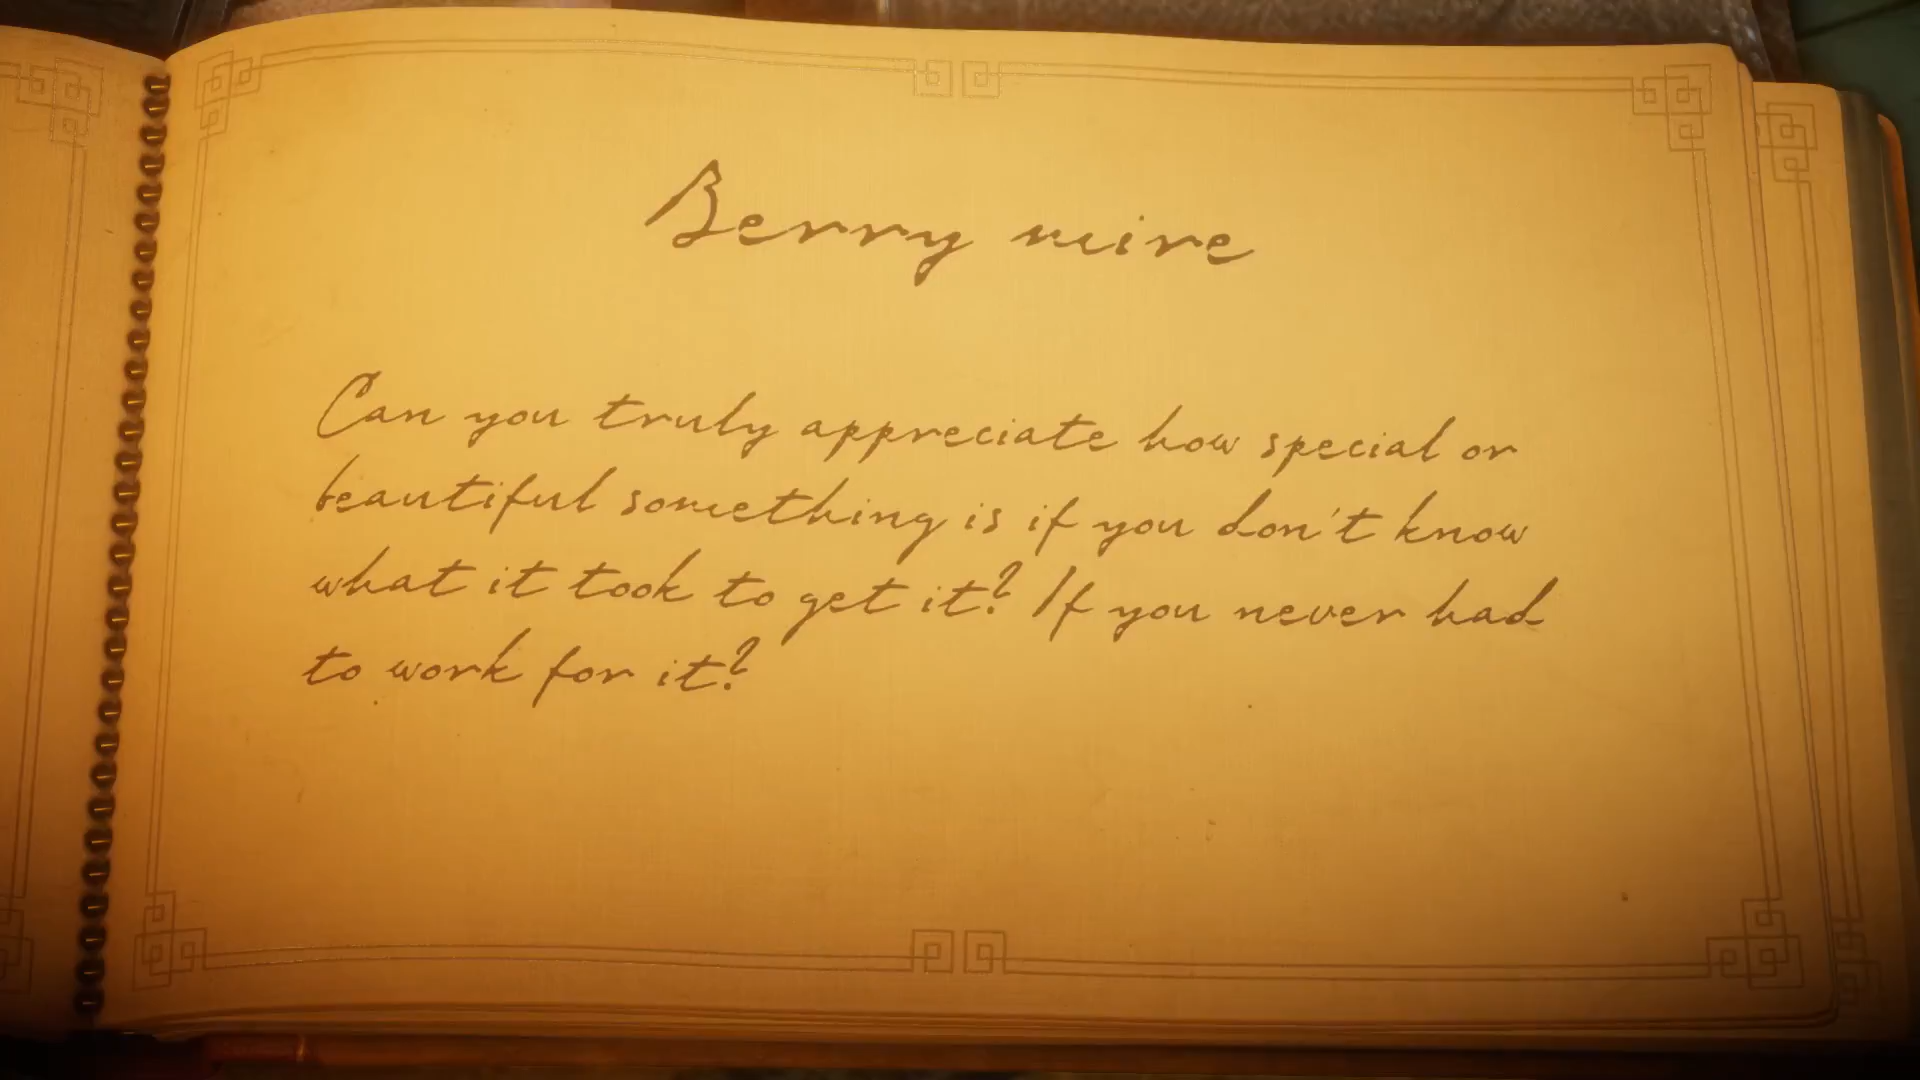 Berry mire
Can you truly appreciate how special or
beautiful something is if you don't know
what it took to get it? If you never had
to work for it?